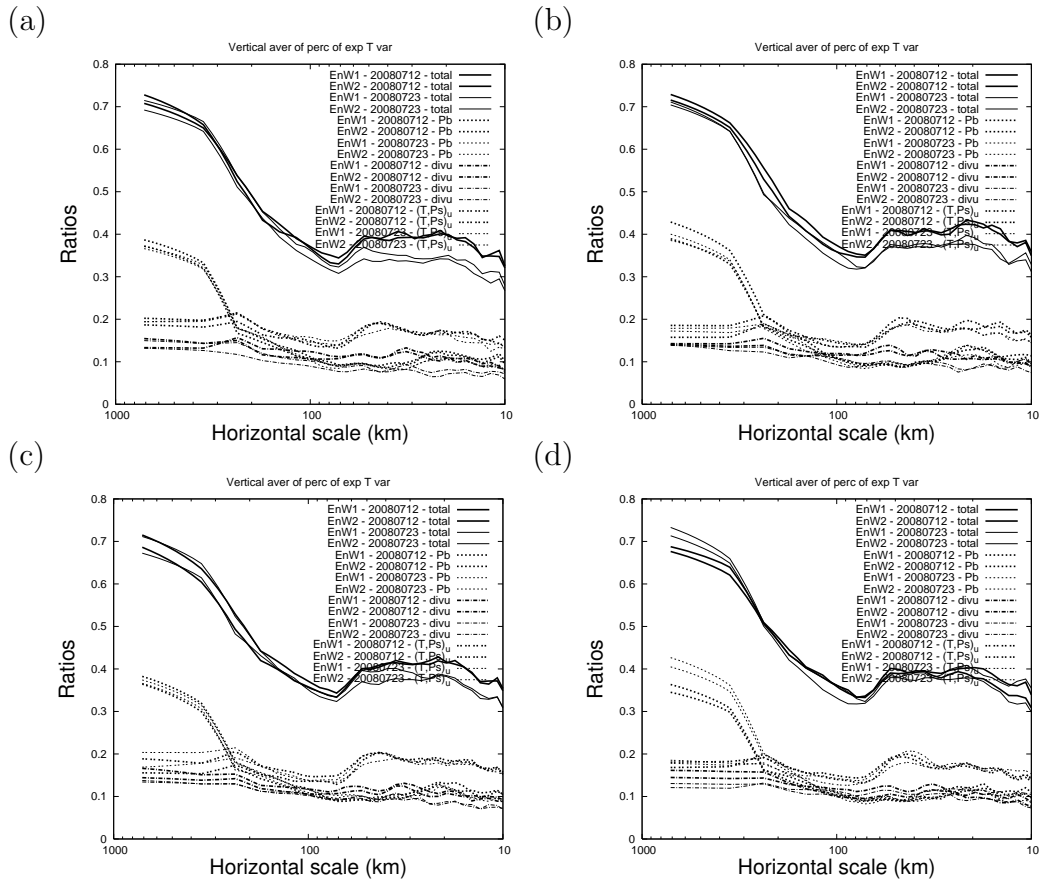 (a)
Vertical aver of perc of exp T var
0.8
0.7
0.6
0.5
0.4
0.3
0.2
0.1
0
Ratios
EnW1 - 20080712 - total
EnW2 - 20080712 - total
EnW1 - 20080723 - total
EnW2 - 20080723 - total
EnW1 - 20080712 - Pb
EnW2 - 20080712 - Pb
EnW1 - 20080723 - Pb
EnW2 - 20080723 - Pb
EnW1 - 20080712 - divu
EnW2 - 20080712 - divu
EnW1 - 20080723 - divu
EnW2 - 20080723 - divu
EnW1 - 20080712 - (T,Ps)u
EnW2 - 20080712 - (T,Ps)u
EnW1 - 20080723 - (T,Ps)u
EnW2 - 20080723 - (T,Ps)u
1000 100 10
Horizontal scale (km)
(b)
Vertical aver of perc of exp T var
0.8
0.7
0.6
0.5
0.4
0.3
0.2
0.1
0
Ratios
EnW1 - 20080712 - total
EnW2 - 20080712 - total
EnW1 - 20080723 - total
EnW2 - 20080723 - total
EnW1 - 20080712 - Pb
EnW2 - 20080712 - Pb
EnW1 - 20080723 - Pb
EnW2 - 20080723 - Pb
EnW1 - 20080712 - divu
EnW2 - 20080712 - divu
EnW1 - 20080723 - divu
EnW2 - 20080723 - divu
EnW1 - 20080712 - (T,Ps)u
EnW2 - 20080712 - (T,Ps)u
EnW1 - 20080723 - (T,Ps)u
EnW2 - 20080723 - (T,Ps)u
1000 100 10
Horizontal scale (km)
(c)
Vertical aver of perc of exp T var
0.8
0.7
0.6
0.5
0.4
0.3
0.2
0.1
0
Ratios
EnW1 - 20080712 - total
EnW2 - 20080712 - total
EnW1 - 20080723 - total
EnW2 - 20080723 - total
EnW1 - 20080712 - Pb
EnW2 - 20080712 - Pb
EnW1 - 20080723 - Pb
EnW2 - 20080723 - Pb
EnW1 - 20080712 - divu
EnW2 - 20080712 - divu
EnW1 - 20080723 - divu
EnW2 - 20080723 - divu
EnW1 - 20080712 - (T,Ps)u
EnW2 - 20080712 - (T,Ps)u
EnW1 - 20080723 - (T,Ps)u
EnW2 - 20080723 - (T,Ps)u
1000 100 10
Horizontal scale (km)
(d)
Vertical aver of perc of exp T var
0.8
0.7
0.6
0.5
0.4
0.3
0.2
0.1
0
Ratios
EnW1 - 20080712 - total
EnW2 - 20080712 - total
EnW1 - 20080723 - total
EnW2 - 20080723 - total
EnW1 - 20080712 - Pb
EnW2 - 20080712 - Pb
EnW1 - 20080723 - Pb
EnW2 - 20080723 - Pb
EnW1 - 20080712 - divu
EnW2 - 20080712 - divu
EnW1 - 20080723 - divu
EnW2 - 20080723 - divu
EnW1 - 20080712 - (T,Ps)u
EnW2 - 20080712 - (T,Ps)u
EnW1 - 20080723 - (T,Ps)u
EnW2 - 20080723 - (T,Ps)u
1000 100 10
Horizontal scale (km)